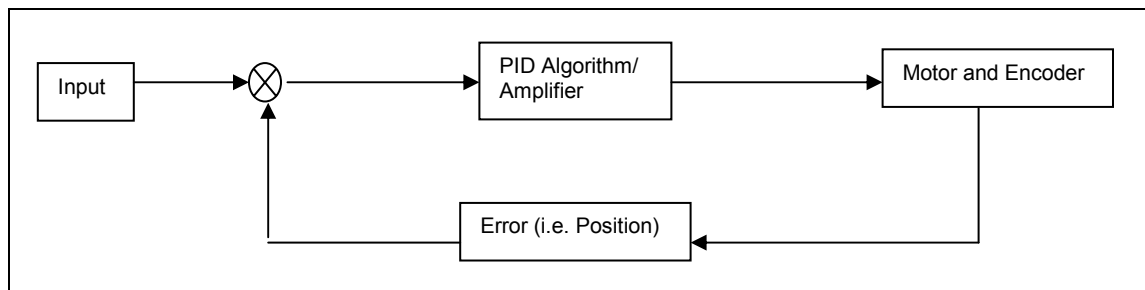 Input
PID Algorithm/
Amplifier
Motor and Encoder
Error (i.e. Position)